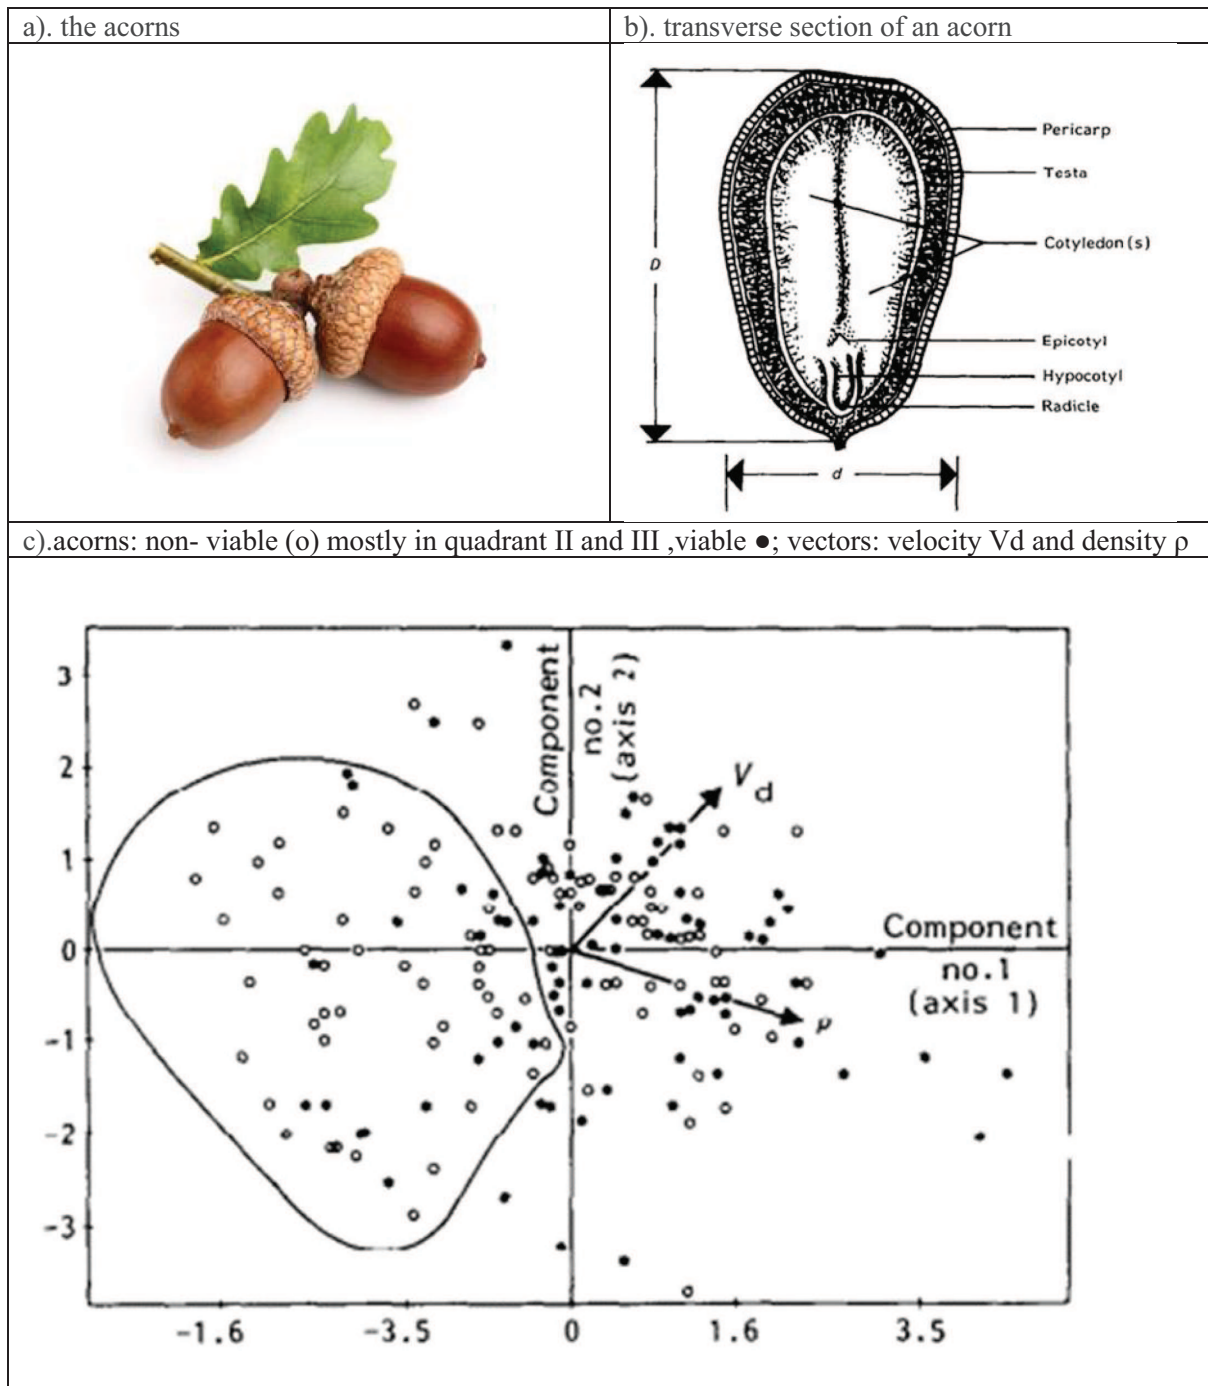 a). the acorns
b). transverse section of an acorn
Pericarp
Testa
Cotyledon(s)
D
Epicotyl
Hypocotyl
Radicle
d
c).acorns: non- viable (o) mostly in quadrant II and III ,viable ●; vectors: velocity Vd and density ρ
Component
no.2
(axis 2)
3
2
1
0
-1
-2
-3
Vd
Component
no.1
(axis 1)
ρ
-1.6
-3.5
0
1.6
3.5